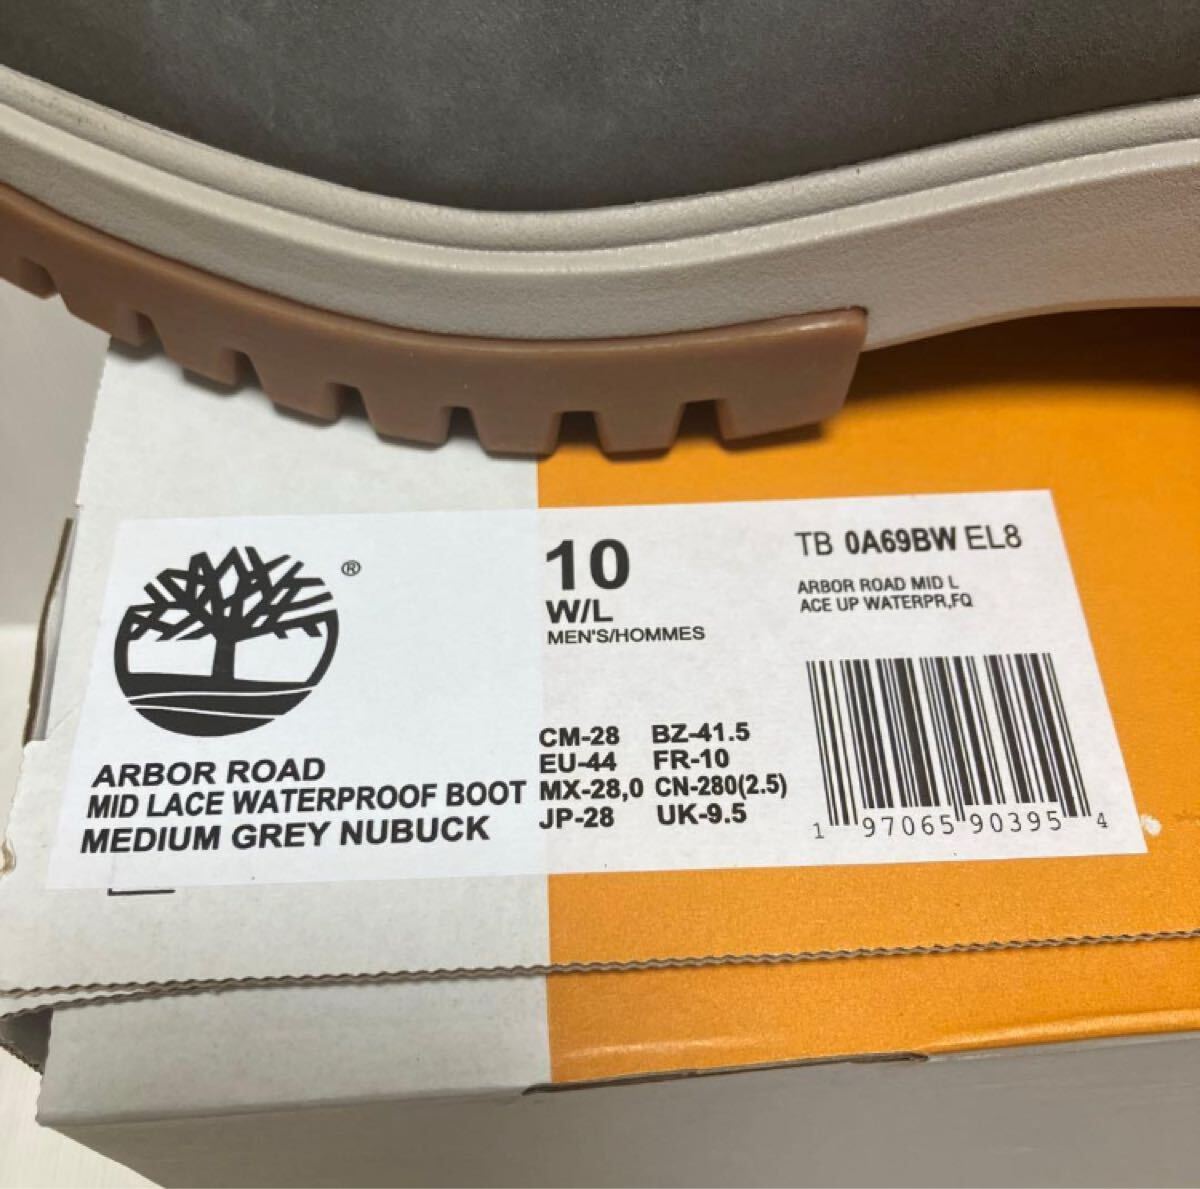 ®
ARBOR ROAD
MID LACE WATERPROOF BOOT
MEDIUM GREY NUBUCK
10
W/L
MEN'S/HOMMES
CM-28 BZ-41.5
EU-44 FR-10
MX-28,0 CN-280(2.5)
JP-28 UK-9.5
TB 0A69BW EL8
ARBOR ROAD MID L
ACE UP WATERPR,FQ
1 97065 90395 4